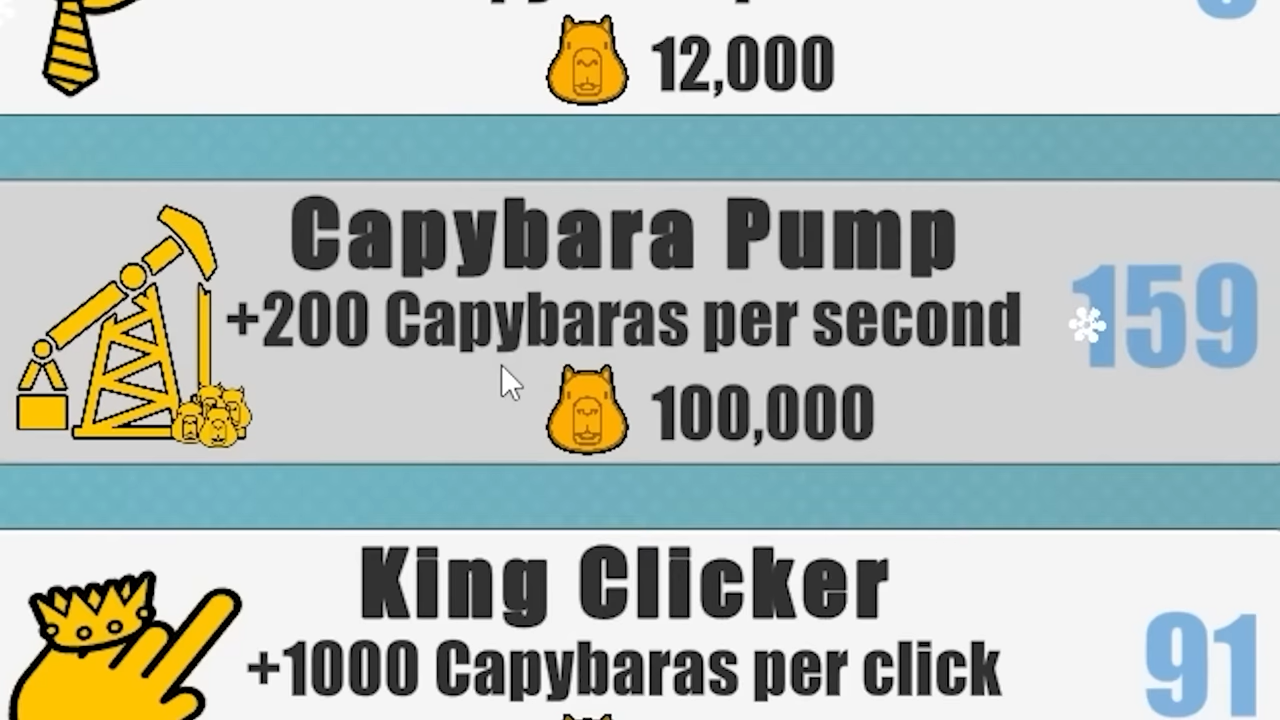 12,000
Capybara Pump
+200 Capybaras per second
159
100,000
King Clicker
+1000 Capybaras per click
91